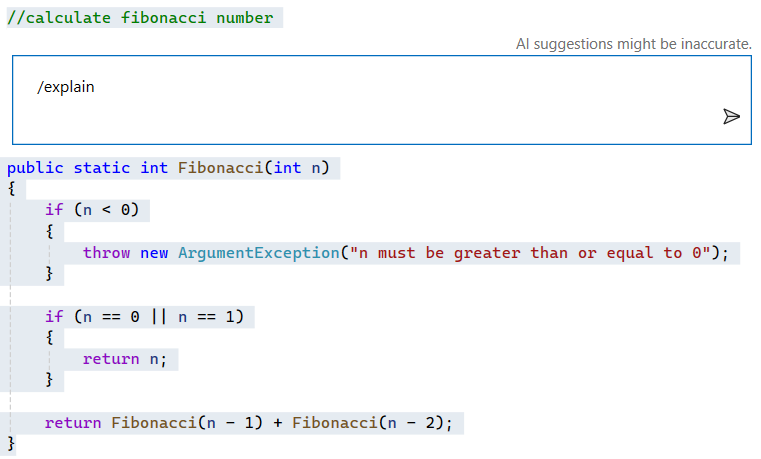 //calculate fibonacci number
AI suggestions might be inaccurate.
/explain
public static int Fibonacci(int n)
{
    if (n < 0)
    {
        throw new ArgumentException("n must be greater than or equal to 0");
    }
    if (n == 0 || n == 1)
    {
        return n;
    }
    return Fibonacci(n - 1) + Fibonacci(n - 2);
}